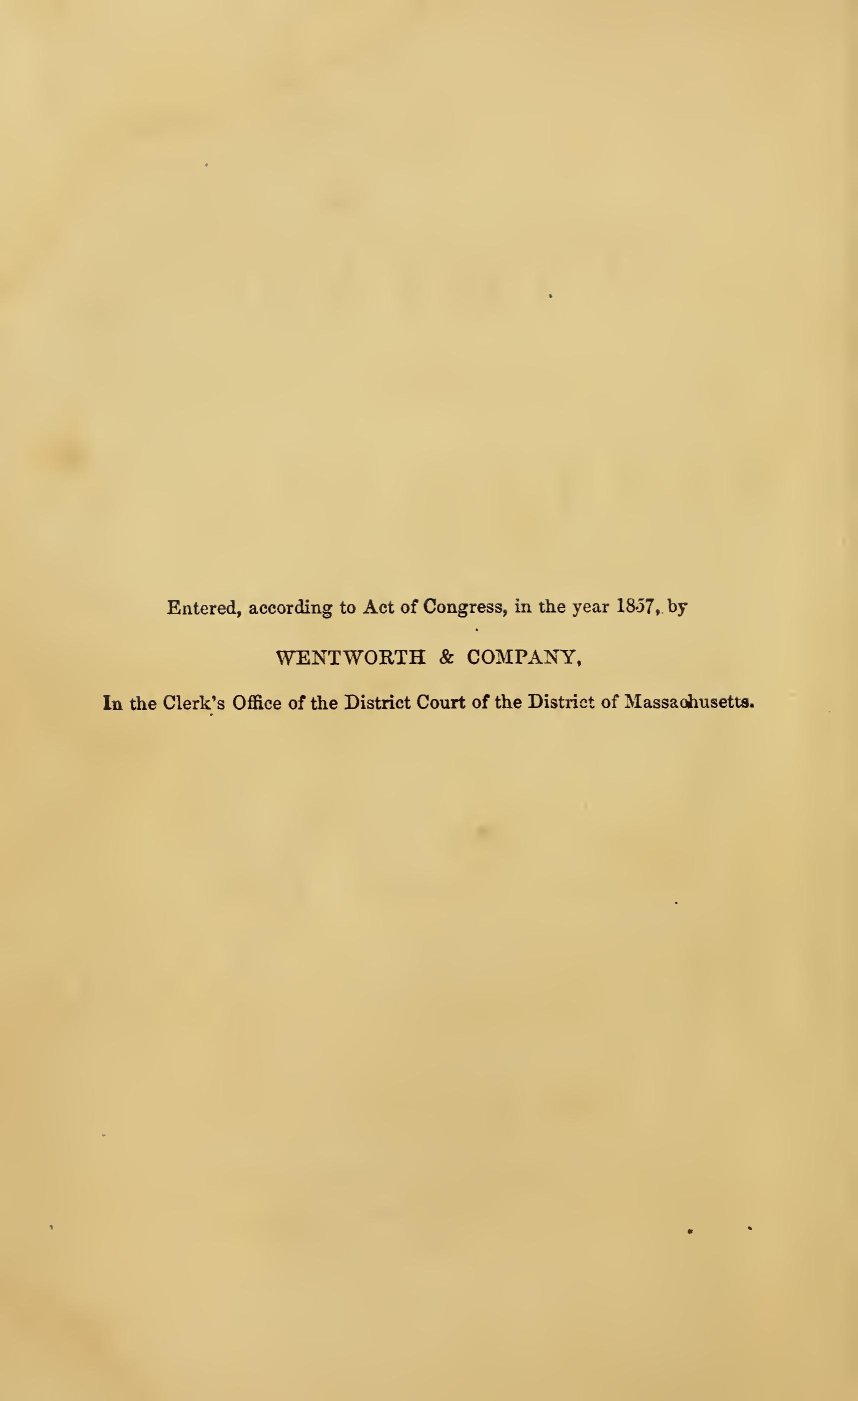 Entered, according to Act of Congress, in the year 1857, by
WENTWORTH & COMPANY,
In the Clerk's Office of the District Court of the District of Massachusetts.